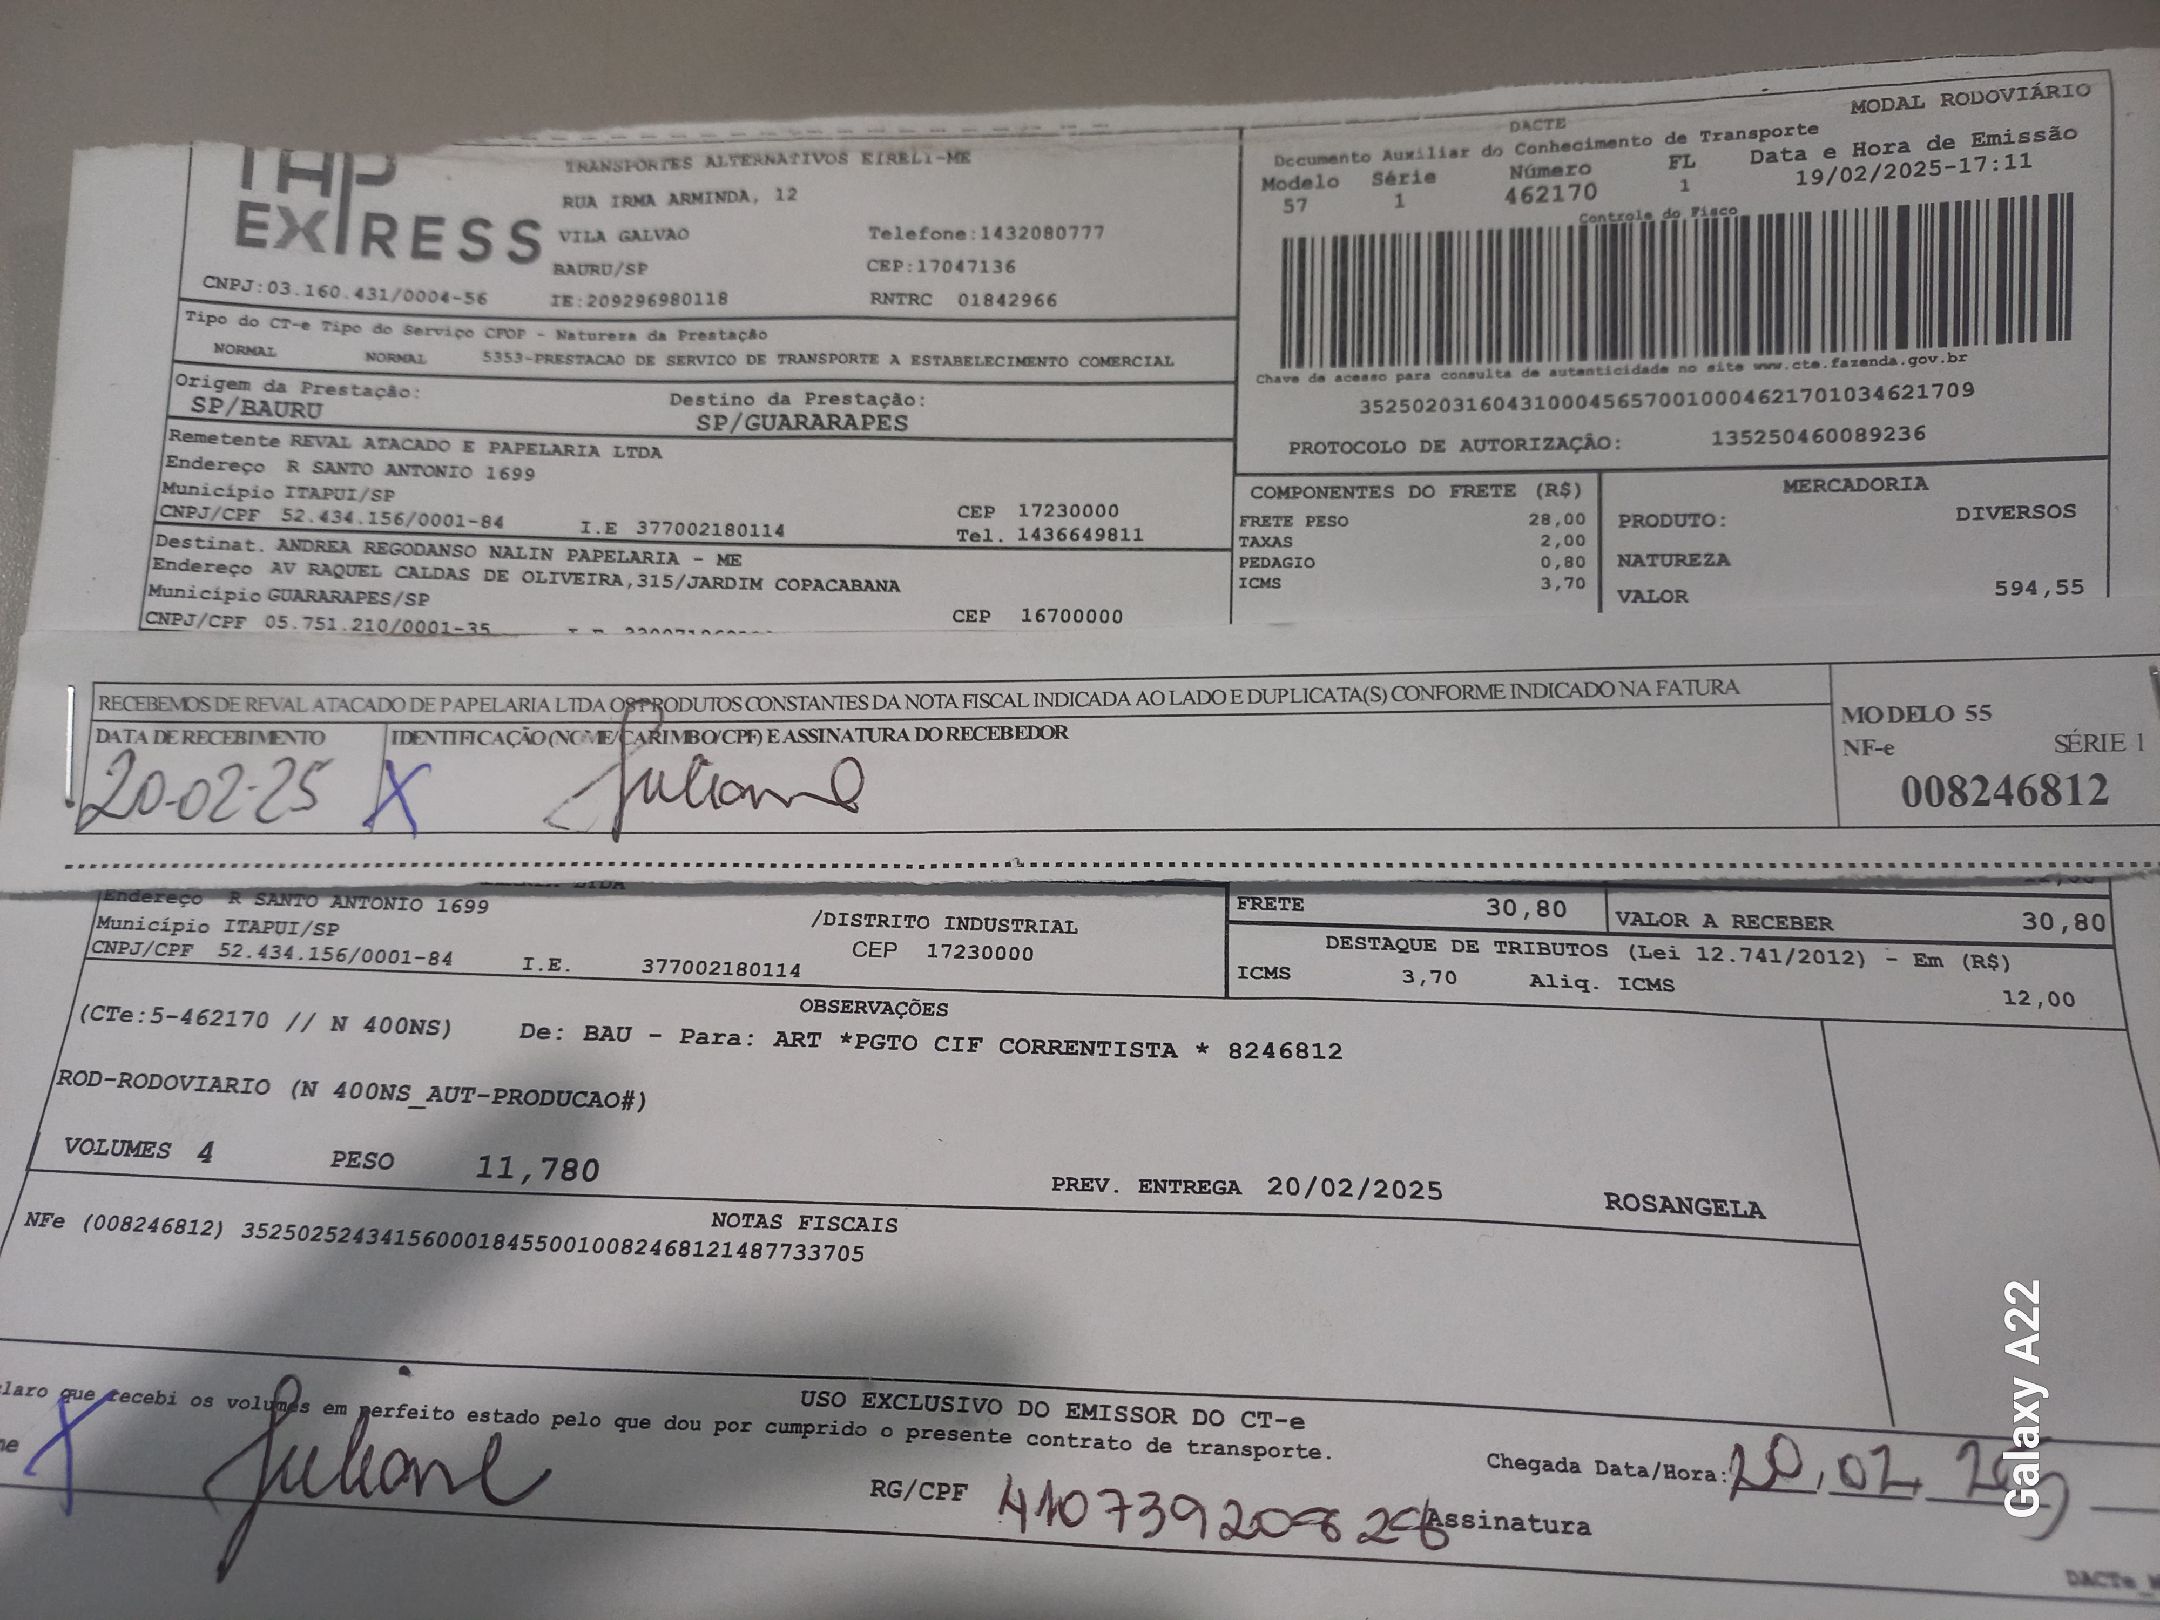 TAP
EXPRESS
TRANSPORTES ALTERNATIVOS EIRELI-ME
RUA IRMA ARMINDA, 12
VILA GALVAO
Telefone:1432080777
BAURU/SP
CEP:17047136
CNPJ:03.160.431/0004-56
IE:209296980118
RNTRC 01842966
MODAL RODOVIÁRIO
DACTE
Documento Auxiliar do Conhecimento de Transporte
Modelo Série Número FL Data e Hora de Emissão
57 1 462170 1 19/02/2025-17:11
Controle do Fisco
Chave de acesso para consulta de autenticidade no site www.cte.fazenda.gov.br
35250203160431000456570010004621701034621709
PROTOCOLO DE AUTORIZAÇÃO: 135250460089236
Tipo do CT-e Tipo do Serviço CFOP - Natureza da Prestação
NORMAL NORMAL 5353-PRESTACAO DE SERVICO DE TRANSPORTE A ESTABELECIMENTO COMERCIAL
Origem da Prestação: Destino da Prestação:
SP/BAURU SP/GUARARAPES
Remetente REVAL ATACADO E PAPELARIA LTDA
Endereço R SANTO ANTONIO 1699
Município ITAPUI/SP CEP 17230000
CNPJ/CPF 52.434.156/0001-84 I.E 377002180114 Tel. 1436649811
Destinat. ANDREA REGODANSO NALIN PAPELARIA - ME
Endereço AV RAQUEL CALDAS DE OLIVEIRA,315/JARDIM COPACABANA
Município GUARARAPES/SP CEP 16700000
CNPJ/CPF 05.751.210/0001-35
COMPONENTES DO FRETE (R$)
FRETE PESO 28,00
TAXAS 2,00
PEDAGIO 0,80
ICMS 3,70
MERCADORIA
PRODUTO: DIVERSOS
NATUREZA
VALOR 594,55
RECEBEMOS DE REVAL ATACADO DE PAPELARIA LTDA OS PRODUTOS CONSTANTES DA NOTA FISCAL INDICADA AO LADO E DUPLICATA(S) CONFORME INDICADO NA FATURA
DATA DE RECEBIMENTO IDENTIFICAÇÃO (NOME/CARIMBO/CPF) E ASSINATURA DO RECEBEDOR
20-02-25 X Juliane
MODELO 55
NF-e SÉRIE 1
008246812
LTDA
Endereço R SANTO ANTONIO 1699 /DISTRITO INDUSTRIAL
Município ITAPUI/SP CEP 17230000
CNPJ/CPF 52.434.156/0001-84 I.E. 377002180114
FRETE 30,80 VALOR A RECEBER 30,80
DESTAQUE DE TRIBUTOS (Lei 12.741/2012) - Em (R$)
ICMS 3,70 Aliq. ICMS 12,00
OBSERVAÇÕES
(CTe:5-462170 // N 400NS) De: BAU - Para: ART *PGTO CIF CORRENTISTA * 8246812
ROD-RODOVIARIO (N 400NS_AUT-PRODUCAO#)
VOLUMES 4 PESO 11,780 PREV. ENTREGA 20/02/2025 ROSANGELA
NOTAS FISCAIS
NFe (008246812) 35250252434156000184550010082468121487733705
USO EXCLUSIVO DO EMISSOR DO CT-e
laro que recebi os volumes em perfeito estado pelo que dou por cumprido o presente contrato de transporte.
me X Juliane RG/CPF Assinatura
Chegada Data/Hora: 20,02
DACTe_
Galaxy A22